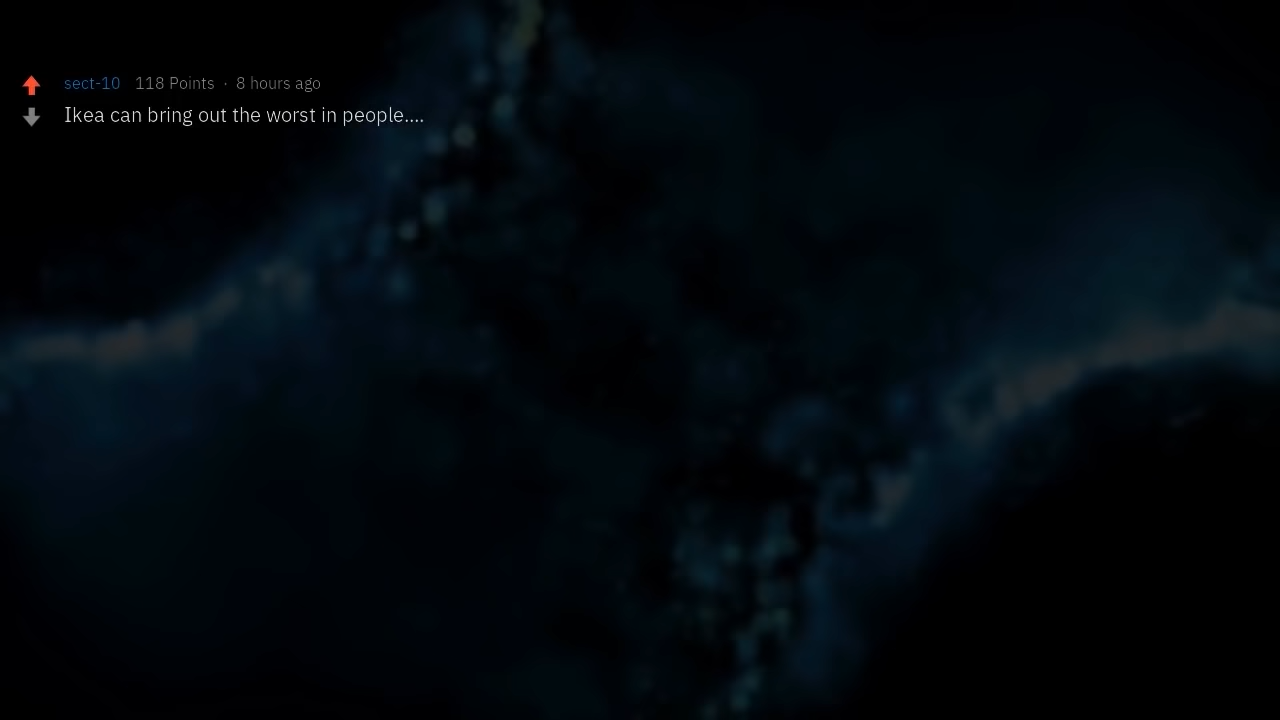 sect-10 118 Points · 8 hours ago
Ikea can bring out the worst in people....